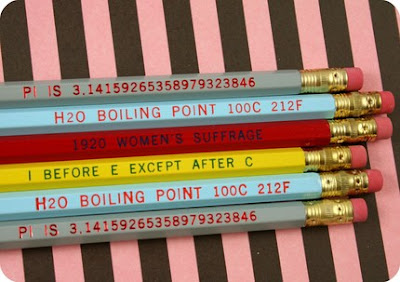 PI IS 3.14159265358979323846
H2O BOILING POINT 100C 212F
1920 WOMEN'S SUFFRAGE
I BEFORE E EXCEPT AFTER C
H2O BOILING POINT 100C 212F
PI IS 3.14159265358979323846